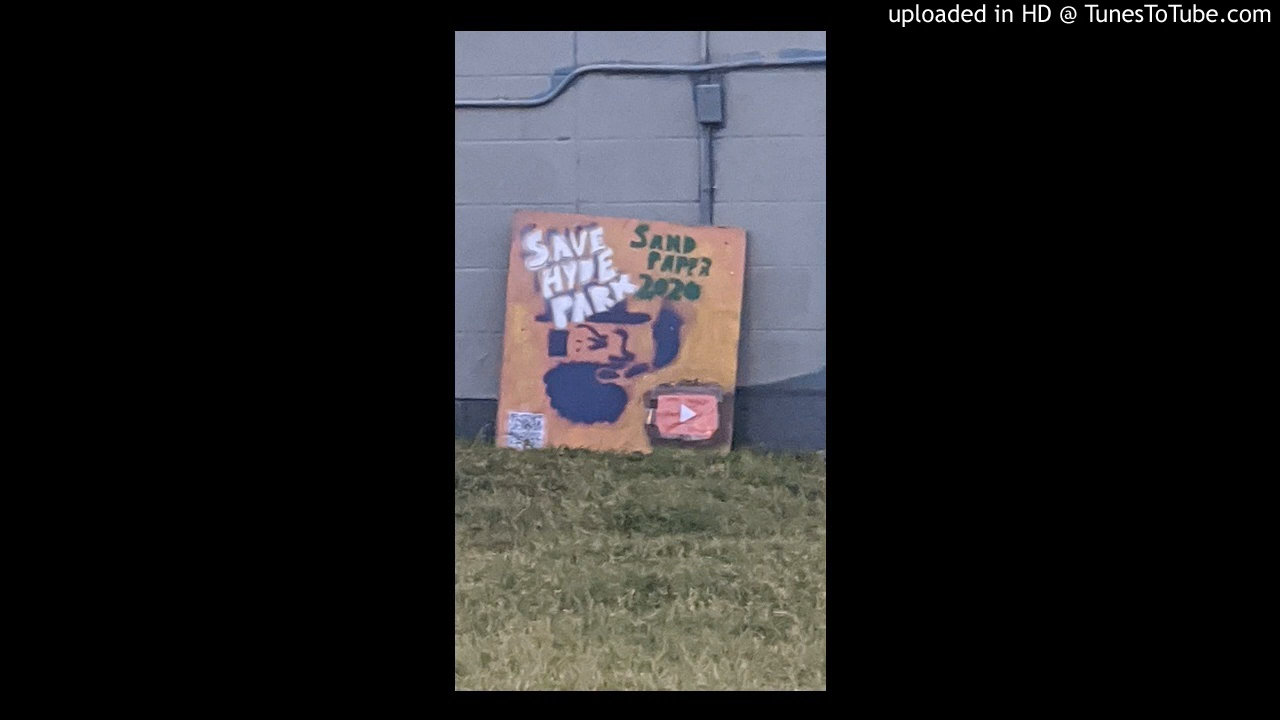 uploaded in HD @ TunesToTube.com
SAVE
HYDE
PARK
SAND
PAPER
2020